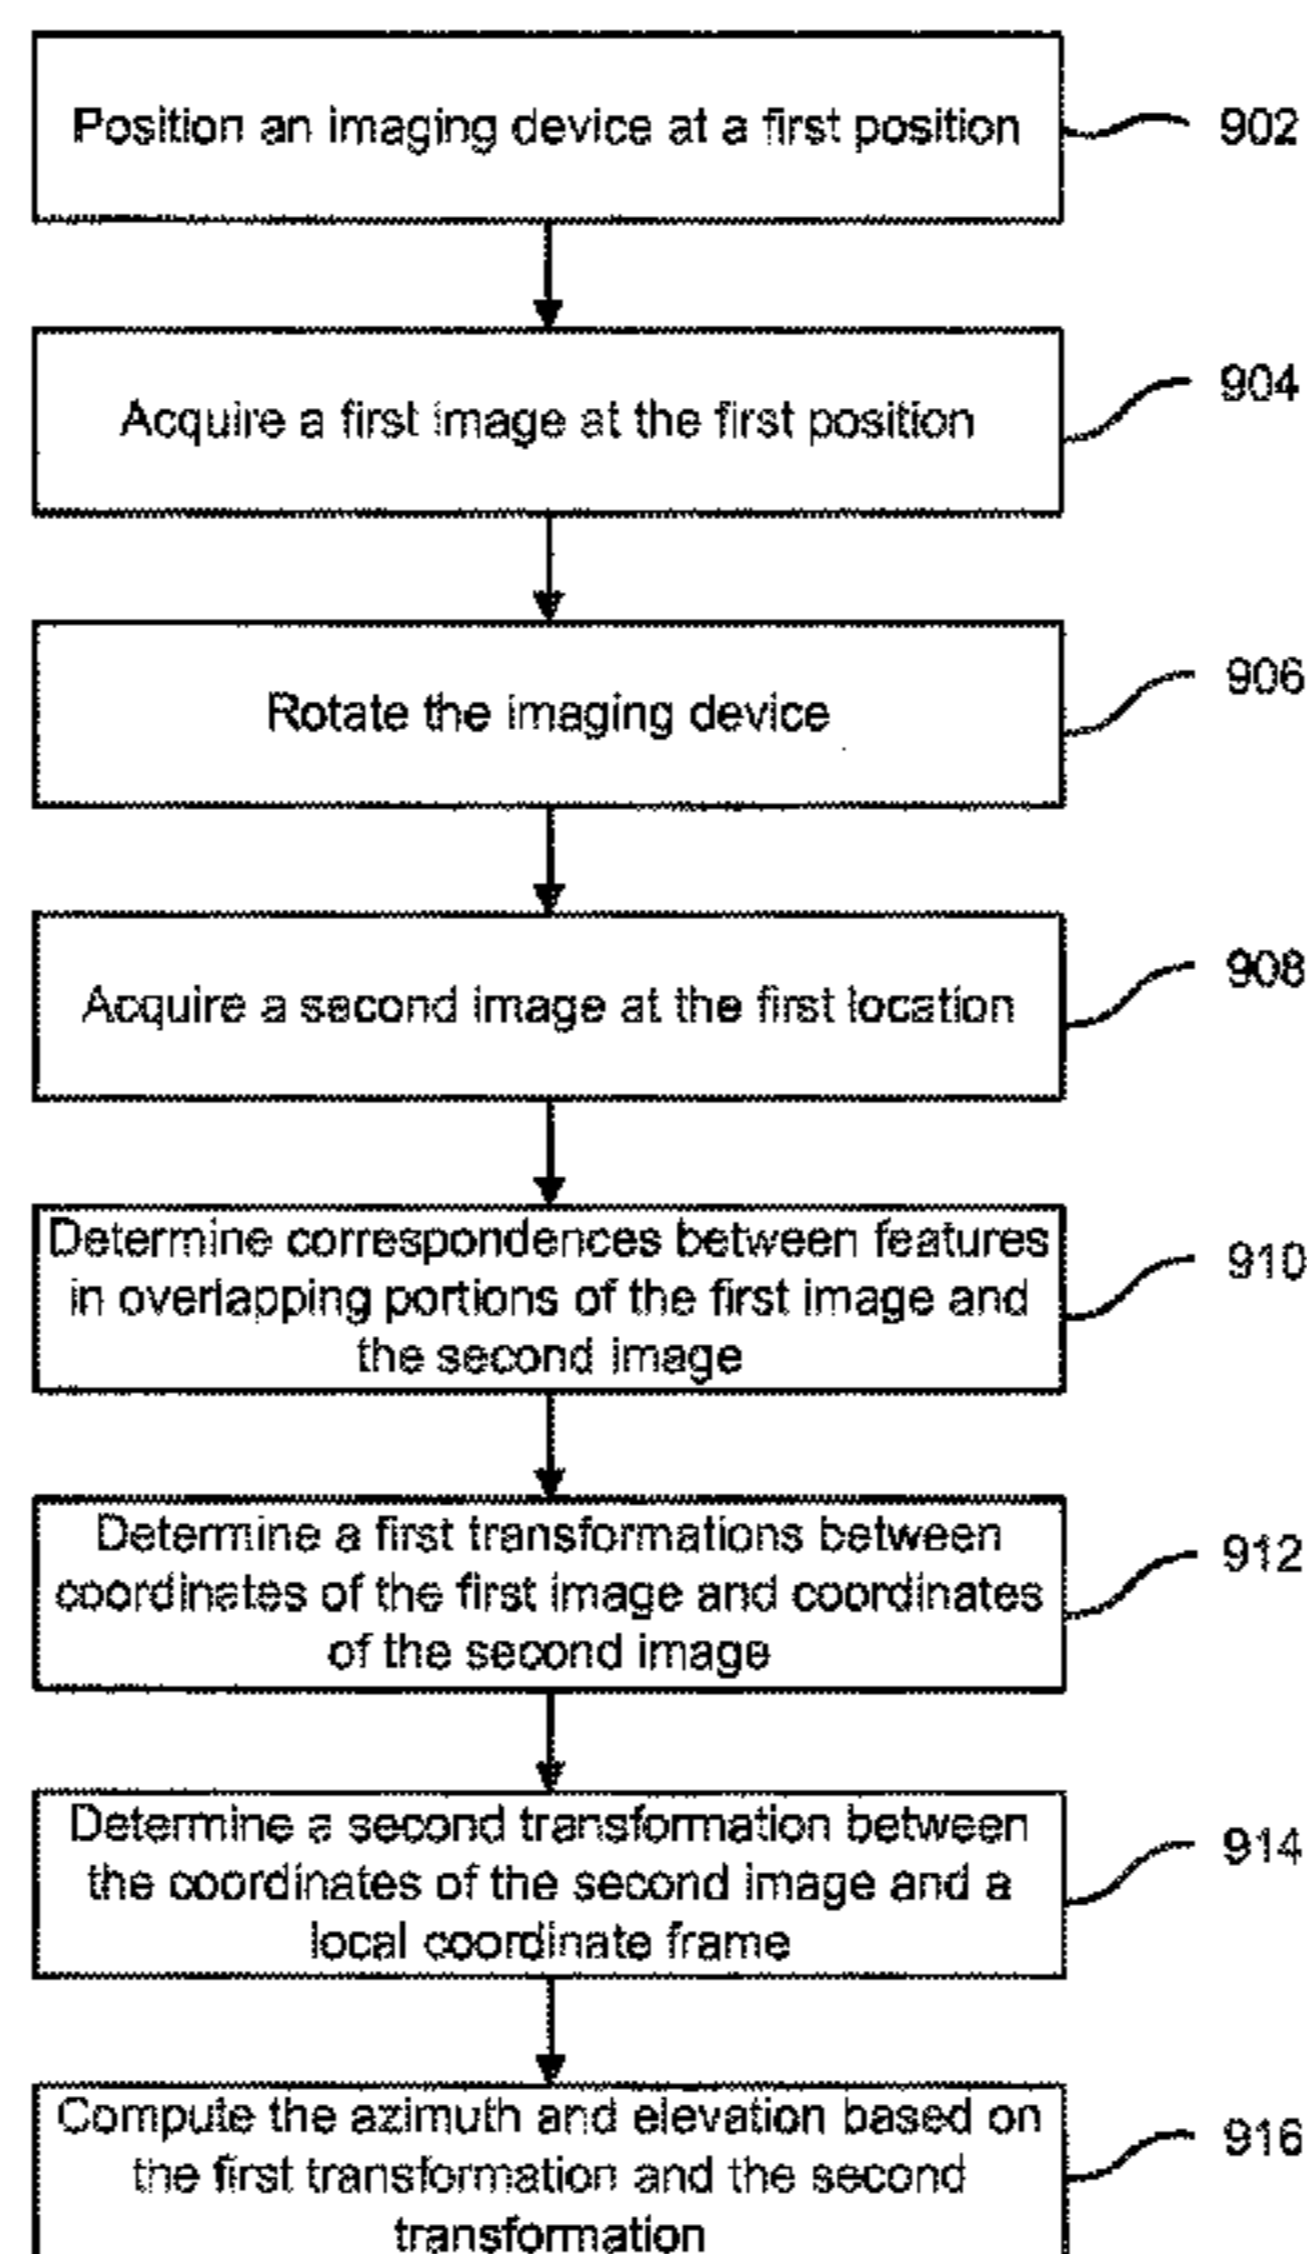 Position an imaging device at a first position
902
Acquire a first image at the first position
904
Rotate the imaging device
906
Acquire a second image at the first location
908
Determine correspondences between features
in overlapping portions of the first image and
the second image
910
Determine a first transformations between
coordinates of the first image and coordinates
of the second image
912
Determine a second transformation between
the coordinates of the second image and a
local coordinate frame
914
Compute the azimuth and elevation based on
the first transformation and the second
transformation
916